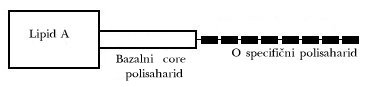 Lipid A
Bazalni core
polisaharid
O specifični polisaharid